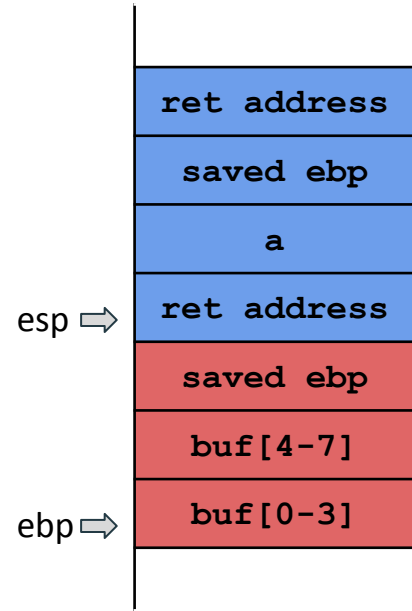 ret address
saved ebp
a
esp
ret address
saved ebp
buf[4-7]
ebp
buf[0-3]